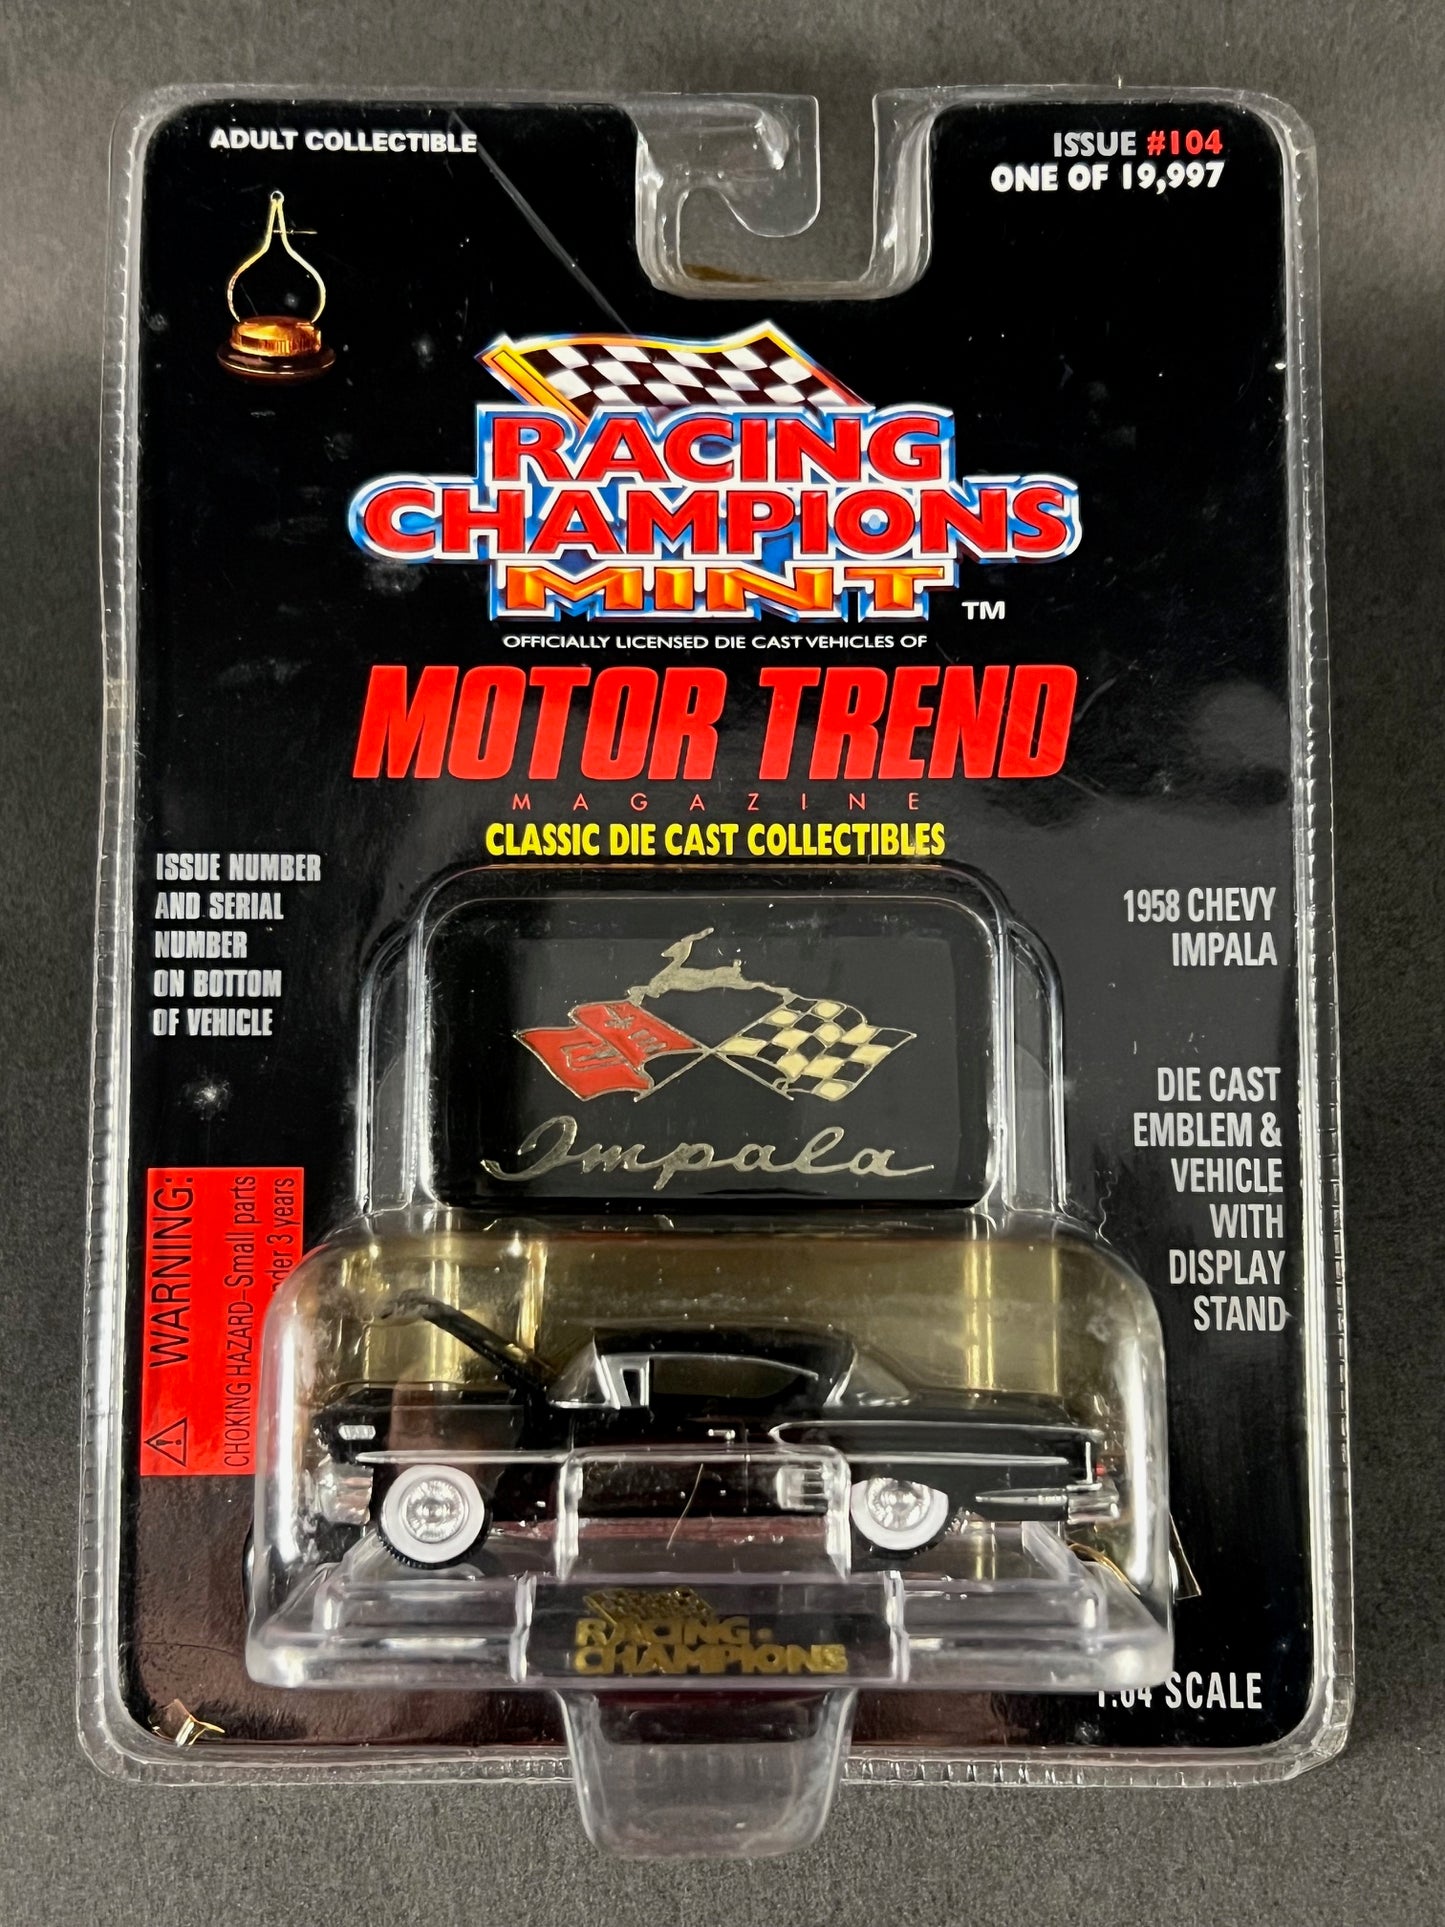 ADULT COLLECTIBLE
ISSUE #104
ONE OF 19,997
RACING
CHAMPIONS
MINT TM
OFFICIALLY LICENSED DIE CAST VEHICLES OF
MOTOR TREND
MAGAZINE
CLASSIC DIE CAST COLLECTIBLES
ISSUE NUMBER
AND SERIAL
NUMBER
ON BOTTOM
OF VEHICLE
1958 CHEVY
IMPALA
Impala
DIE CAST
EMBLEM &
VEHICLE
WITH
DISPLAY
STAND
WARNING:
CHOKING HAZARD-Small parts
3 years
RACING
CHAMPIONS
SCALE